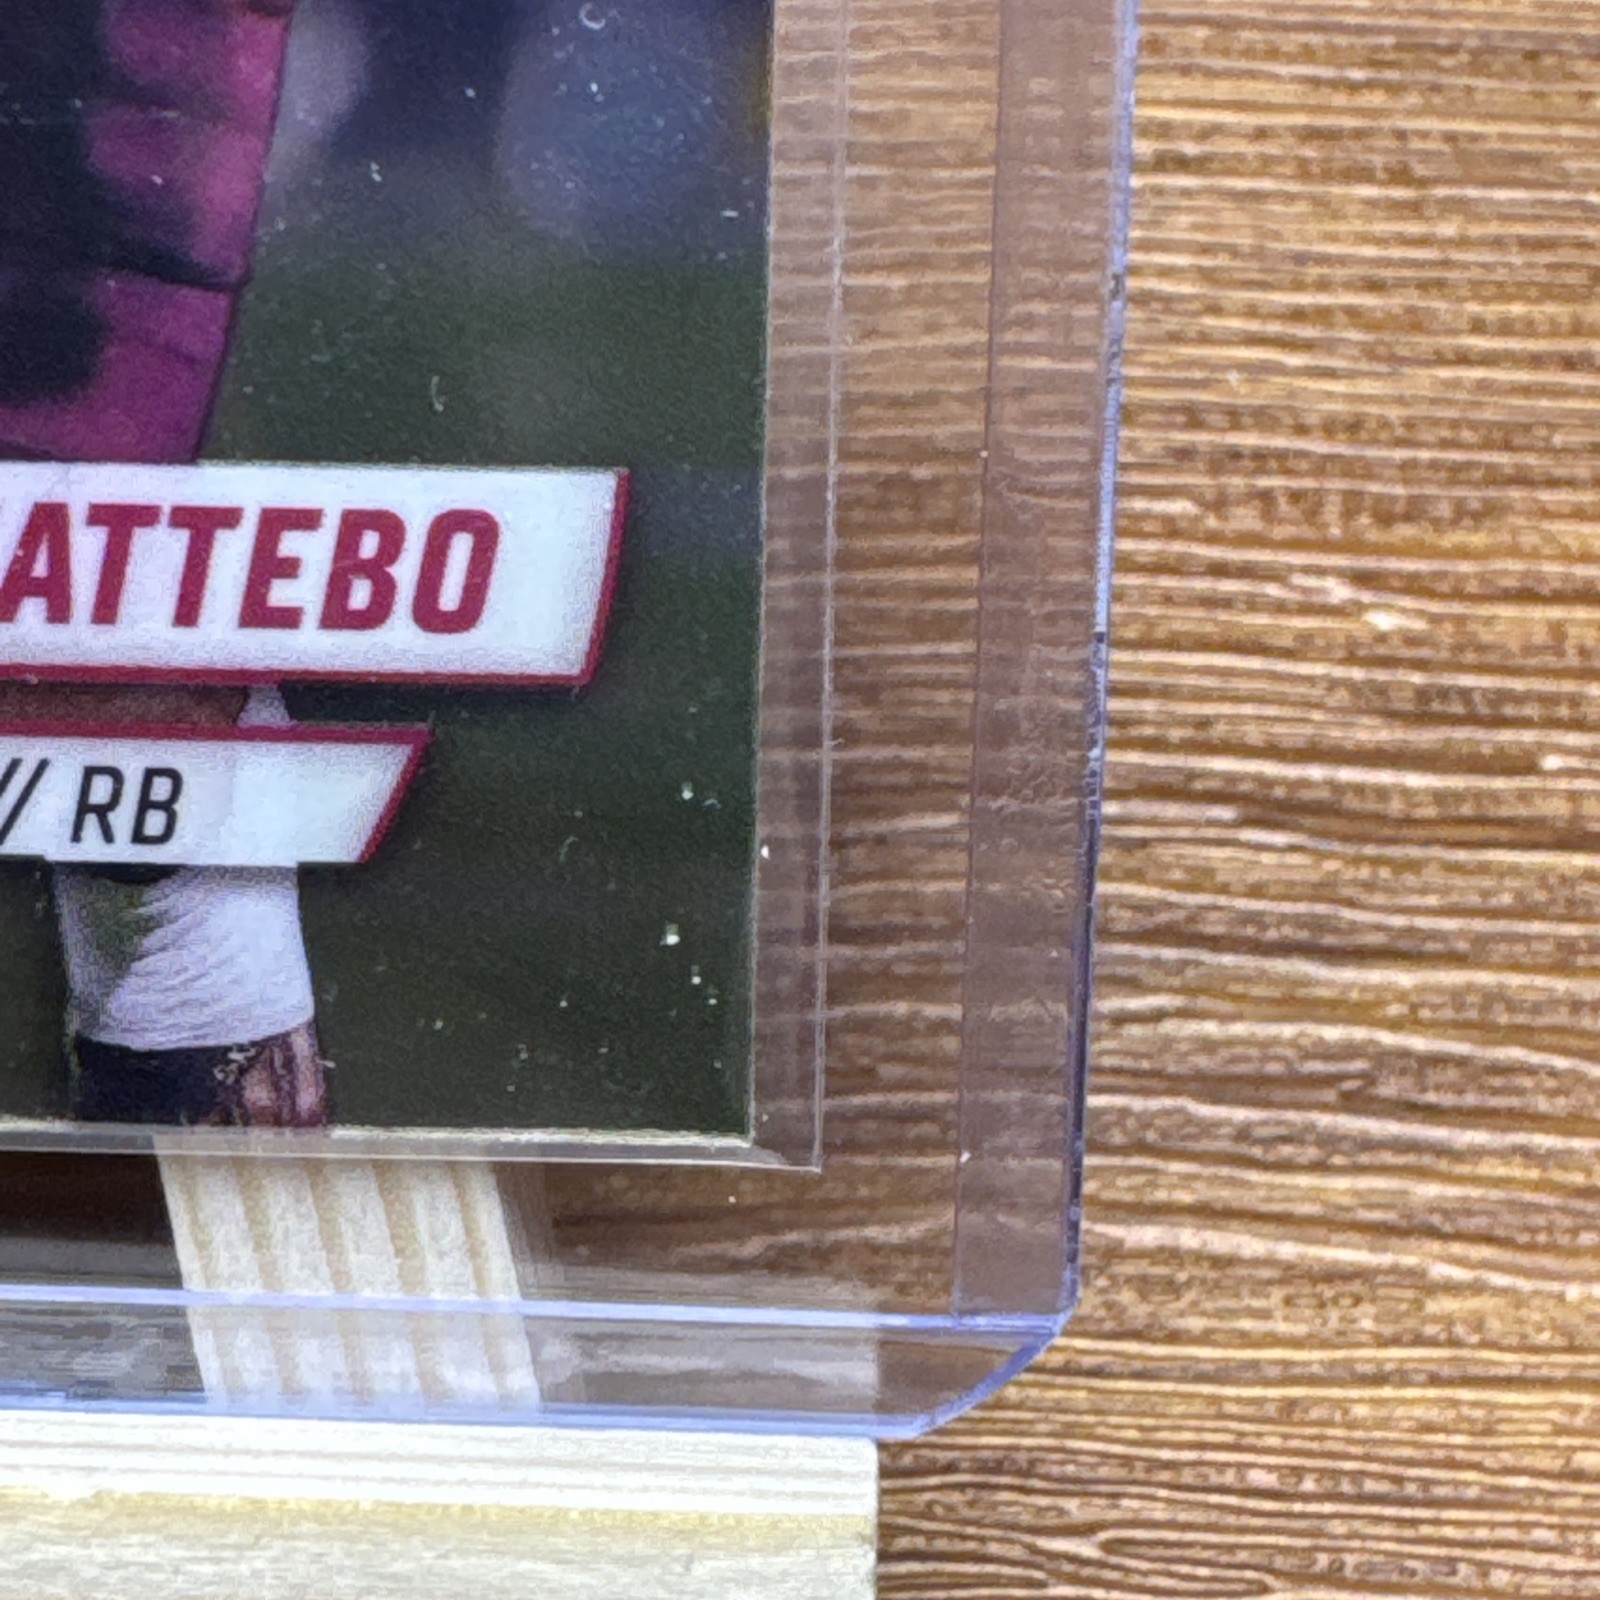 ATTEBO
// RB